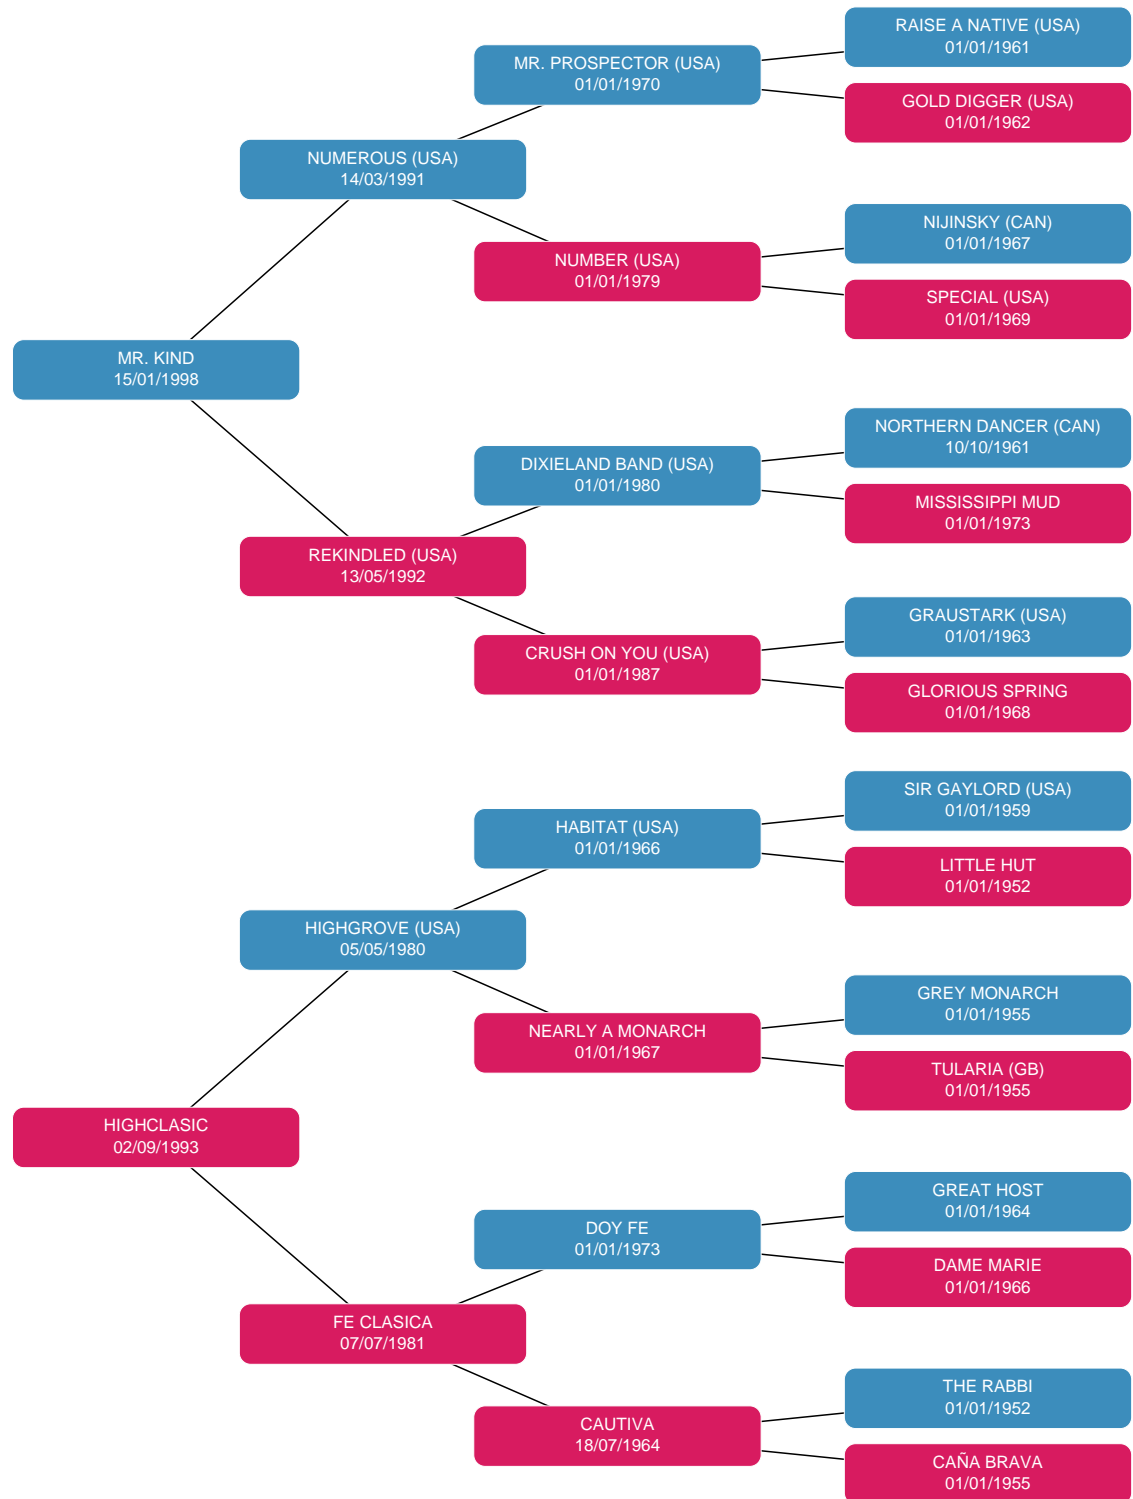 RAISE A NATIVE (USA)
01/01/1961
MR. PROSPECTOR (USA)
01/01/1970
GOLD DIGGER (USA)
01/01/1962
NUMEROUS (USA)
14/03/1991
NIJINSKY (CAN)
01/01/1967
NUMBER (USA)
01/01/1979
SPECIAL (USA)
01/01/1969
MR. KIND
15/01/1998
NORTHERN DANCER (CAN)
10/10/1961
DIXIELAND BAND (USA)
01/01/1980
MISSISSIPPI MUD
01/01/1973
REKINDLED (USA)
13/05/1992
GRAUSTARK (USA)
01/01/1963
CRUSH ON YOU (USA)
01/01/1987
GLORIOUS SPRING
01/01/1968
SIR GAYLORD (USA)
01/01/1959
HABITAT (USA)
01/01/1966
LITTLE HUT
01/01/1952
HIGHGROVE (USA)
05/05/1980
GREY MONARCH
01/01/1955
NEARLY A MONARCH
01/01/1967
TULARIA (GB)
01/01/1955
HIGHCLASIC
02/09/1993
GREAT HOST
01/01/1964
DOY FE
01/01/1973
DAME MARIE
01/01/1966
FE CLASICA
07/07/1981
THE RABBI
01/01/1952
CAUTIVA
18/07/1964
CAÑA BRAVA
01/01/1955